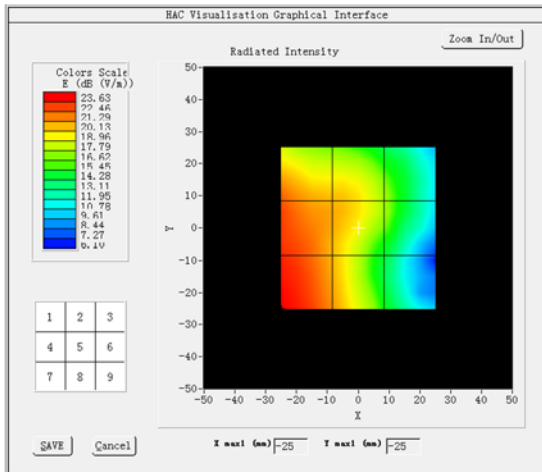 HAC Visualisation Graphical Interface
Zoom In/Out
Radiated Intensity
Colors Scale
E (dB (V/m))
23.63
22.46
21.29
20.13
18.96
17.79
16.62
15.45
14.28
13.11
11.95
10.78
9.61
8.44
7.27
6.10
50
40
30
20
10
0
-10
-20
-30
-40
-50
Y
-50 -40 -30 -20 -10 0 10 20 30 40 50
X
1 2 3
4 5 6
7 8 9
SAVE Cancel
X max1 (mm) -25 Y max1 (mm) -25